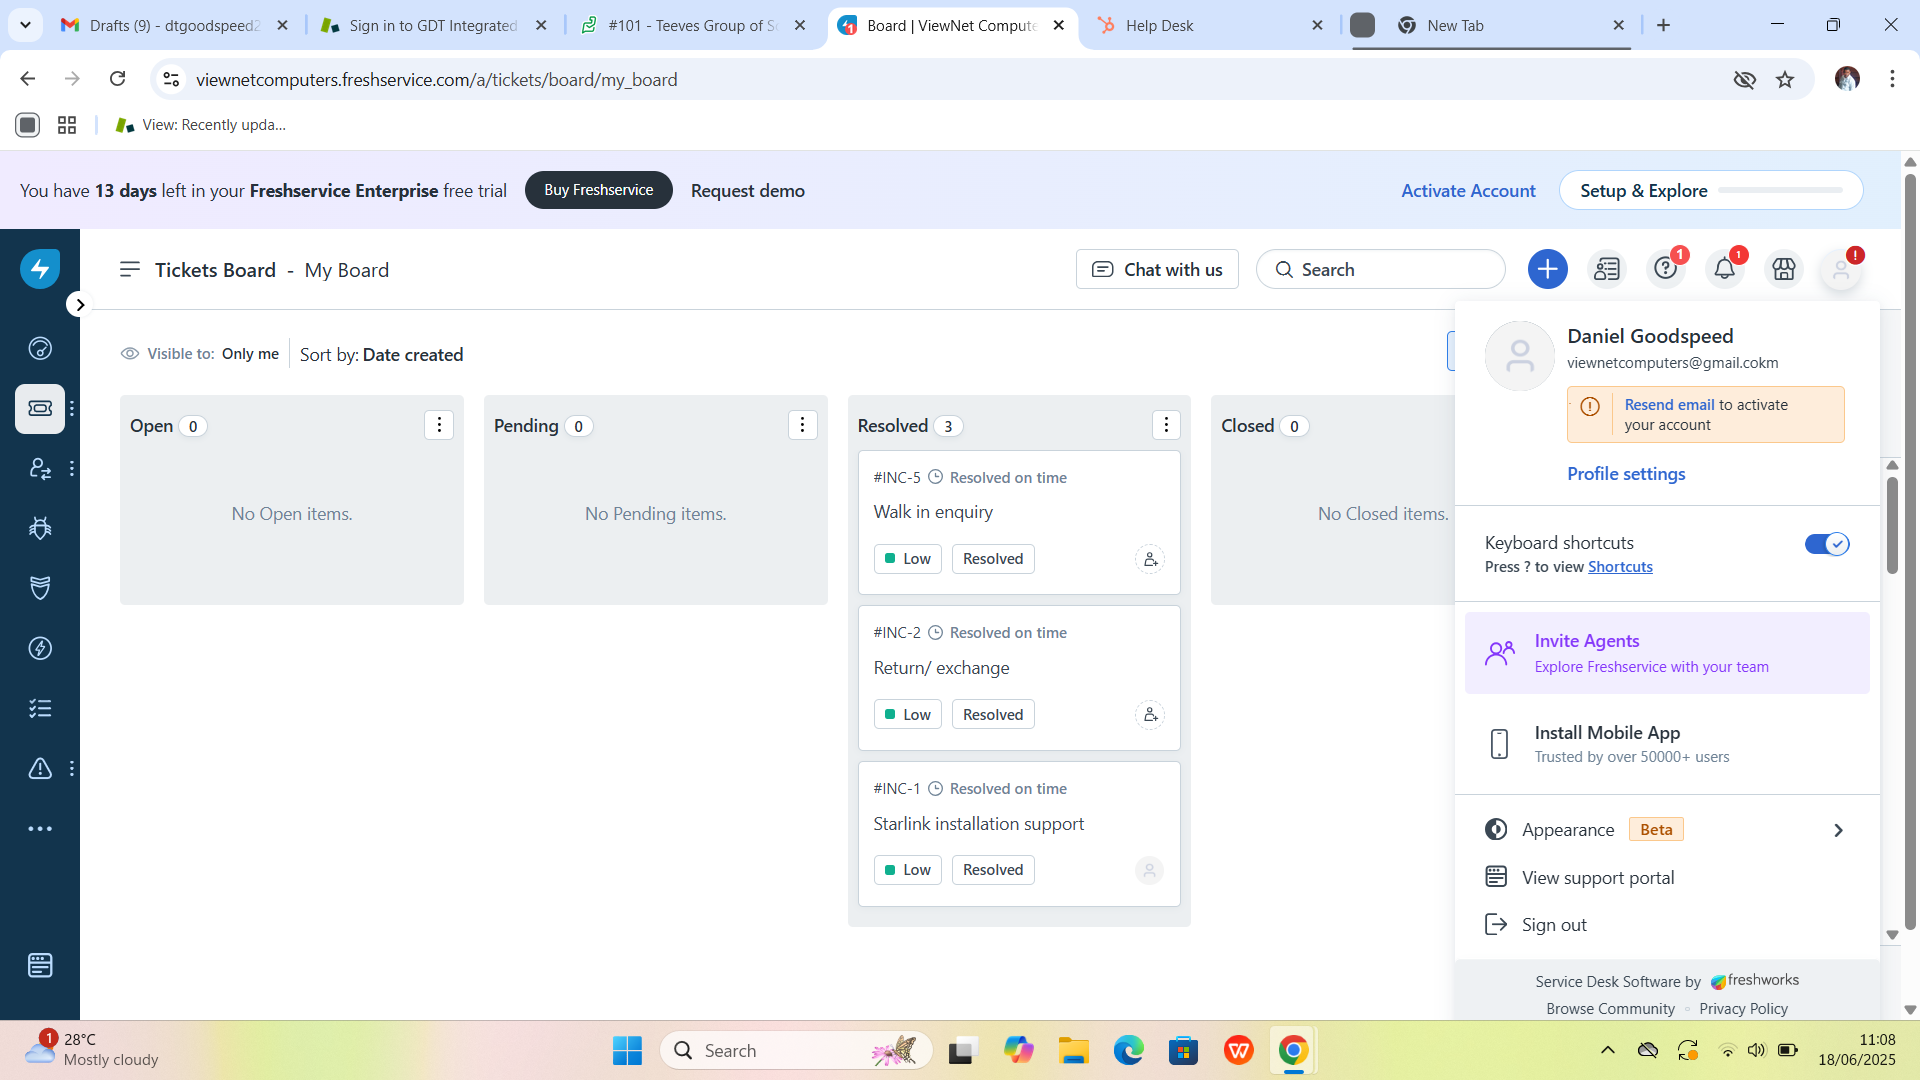 Drafts (9) - dtgoodspeed2
Sign in to GDT Integrated
#101 - Teeves Group of S
Board | ViewNet Compute
Help Desk
New Tab
viewnetcomputers.freshservice.com/a/tickets/board/my_board
View: Recently upda...
You have 13 days left in your Freshservice Enterprise free trial
Buy Freshservice
Request demo
Activate Account
Setup & Explore
Tickets Board - My Board
Chat with us
Search
1
1
!
Visible to: Only me
Sort by: Date created
Open 0
No Open items.
Pending 0
No Pending items.
Resolved 3
#INC-5 Resolved on time
Walk in enquiry
Low
Resolved
#INC-2 Resolved on time
Return/ exchange
Low
Resolved
#INC-1 Resolved on time
Starlink installation support
Low
Resolved
Closed 0
No Closed items.
Daniel Goodspeed
viewnetcomputers@gmail.cokm
Resend email to activate
your account
Profile settings
Keyboard shortcuts
Press ? to view Shortcuts
Invite Agents
Explore Freshservice with your team
Install Mobile App
Trusted by over 50000+ users
Appearance Beta
View support portal
Sign out
Service Desk Software by freshworks
Browse Community Privacy Policy
1
28°C
Mostly cloudy
Search
11:08
18/06/2025